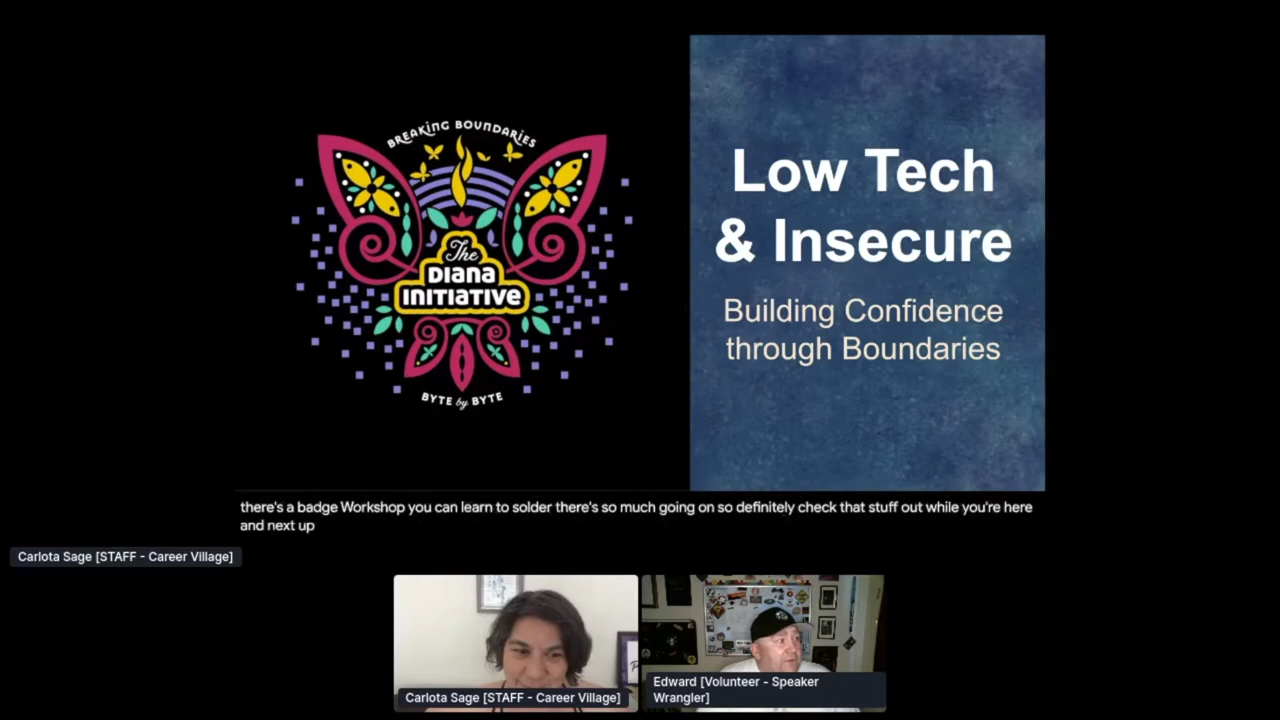 BREAKING BOUNDARIES
The
DIANA
INITIATIVE
BYTE by BYTE
Low Tech
& Insecure
Building Confidence
through Boundaries
there's a badge Workshop you can learn to solder there's so much going on so definitely check that stuff out while you're here
and next up
Carlota Sage [STAFF - Career Village]
Carlota Sage [STAFF - Career Village]
Edward [Volunteer - Speaker
Wrangler]